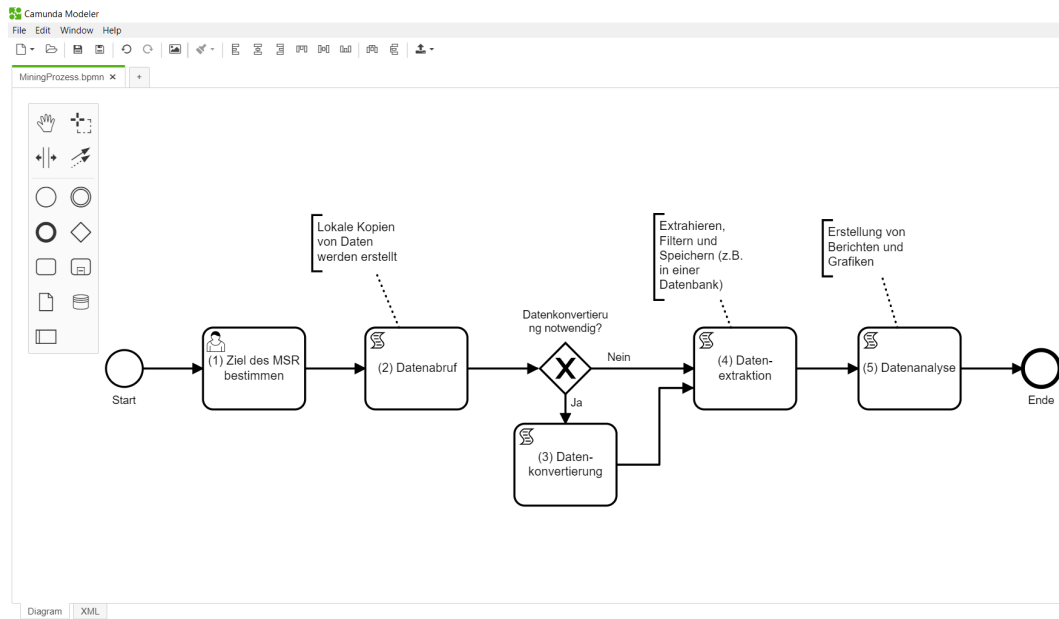 Camunda Modeler
File Edit Window Help
MiningProzess.bpmn × +
Lokale Kopien
von Daten
werden erstellt
Extrahieren,
Filtern und
Speichern (z.B.
in einer
Datenbank)
Erstellung von
Berichten und
Grafiken
Datenkonvertieru
ng notwendig?
Start
(1) Ziel des MSR
bestimmen
(2) Datenabruf
Nein
Ja
(3) Daten-
konvertierung
(4) Daten-
extraktion
(5) Datenanalyse
Ende
Diagram XML